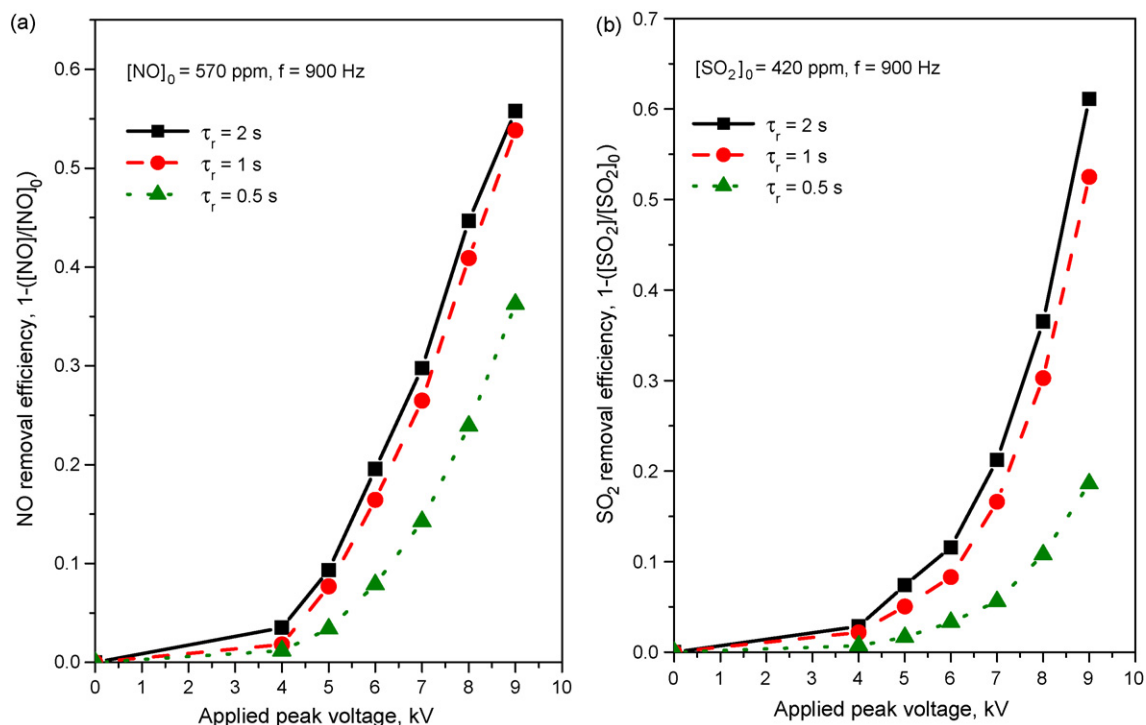 (a)
NO removal efficiency, 1-([NO]/[NO]₀)
0.6
0.5
0.4
0.3
0.2
0.1
0.0
[NO]₀ = 570 ppm, f = 900 Hz
τᵣ = 2 s
τᵣ = 1 s
τᵣ = 0.5 s
0 1 2 3 4 5 6 7 8 9 10
Applied peak voltage, kV
(b)
SO₂ removal efficiency, 1-([SO₂]/[SO₂]₀)
0.7
0.6
0.5
0.4
0.3
0.2
0.1
0.0
[SO₂]₀ = 420 ppm, f = 900 Hz
τᵣ = 2 s
τᵣ = 1 s
τᵣ = 0.5 s
0 1 2 3 4 5 6 7 8 9 10
Applied peak voltage, kV